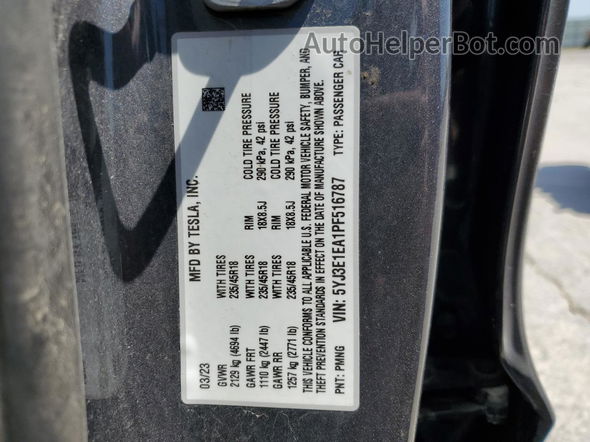 AutoHelperBot.com
MFD BY TESLA, INC.
03/23
GVWR WITH TIRES RIM COLD TIRE PRESSURE
2129 kg (4694 lb) 235/45R18 18X8.5J 290 kPa, 42 psi
GAWR FRT WITH TIRES RIM COLD TIRE PRESSURE
1110 kg (2447 lb) 235/45R18 18X8.5J 290 kPa, 42 psi
GAWR RR WITH TIRES RIM COLD TIRE PRESSURE
1257 kg (2771 lb) 235/45R18 18X8.5J 290 kPa, 42 psi
THIS VEHICLE CONFORMS TO ALL APPLICABLE U.S. FEDERAL MOTOR VEHICLE SAFETY, BUMPER, AND
THEFT PREVENTION STANDARDS IN EFFECT ON THE DATE OF MANUFACTURE SHOWN ABOVE.
PNT: PMNG VIN: 5YJ3E1EA1PF516787 TYPE: PASSENGER CAR